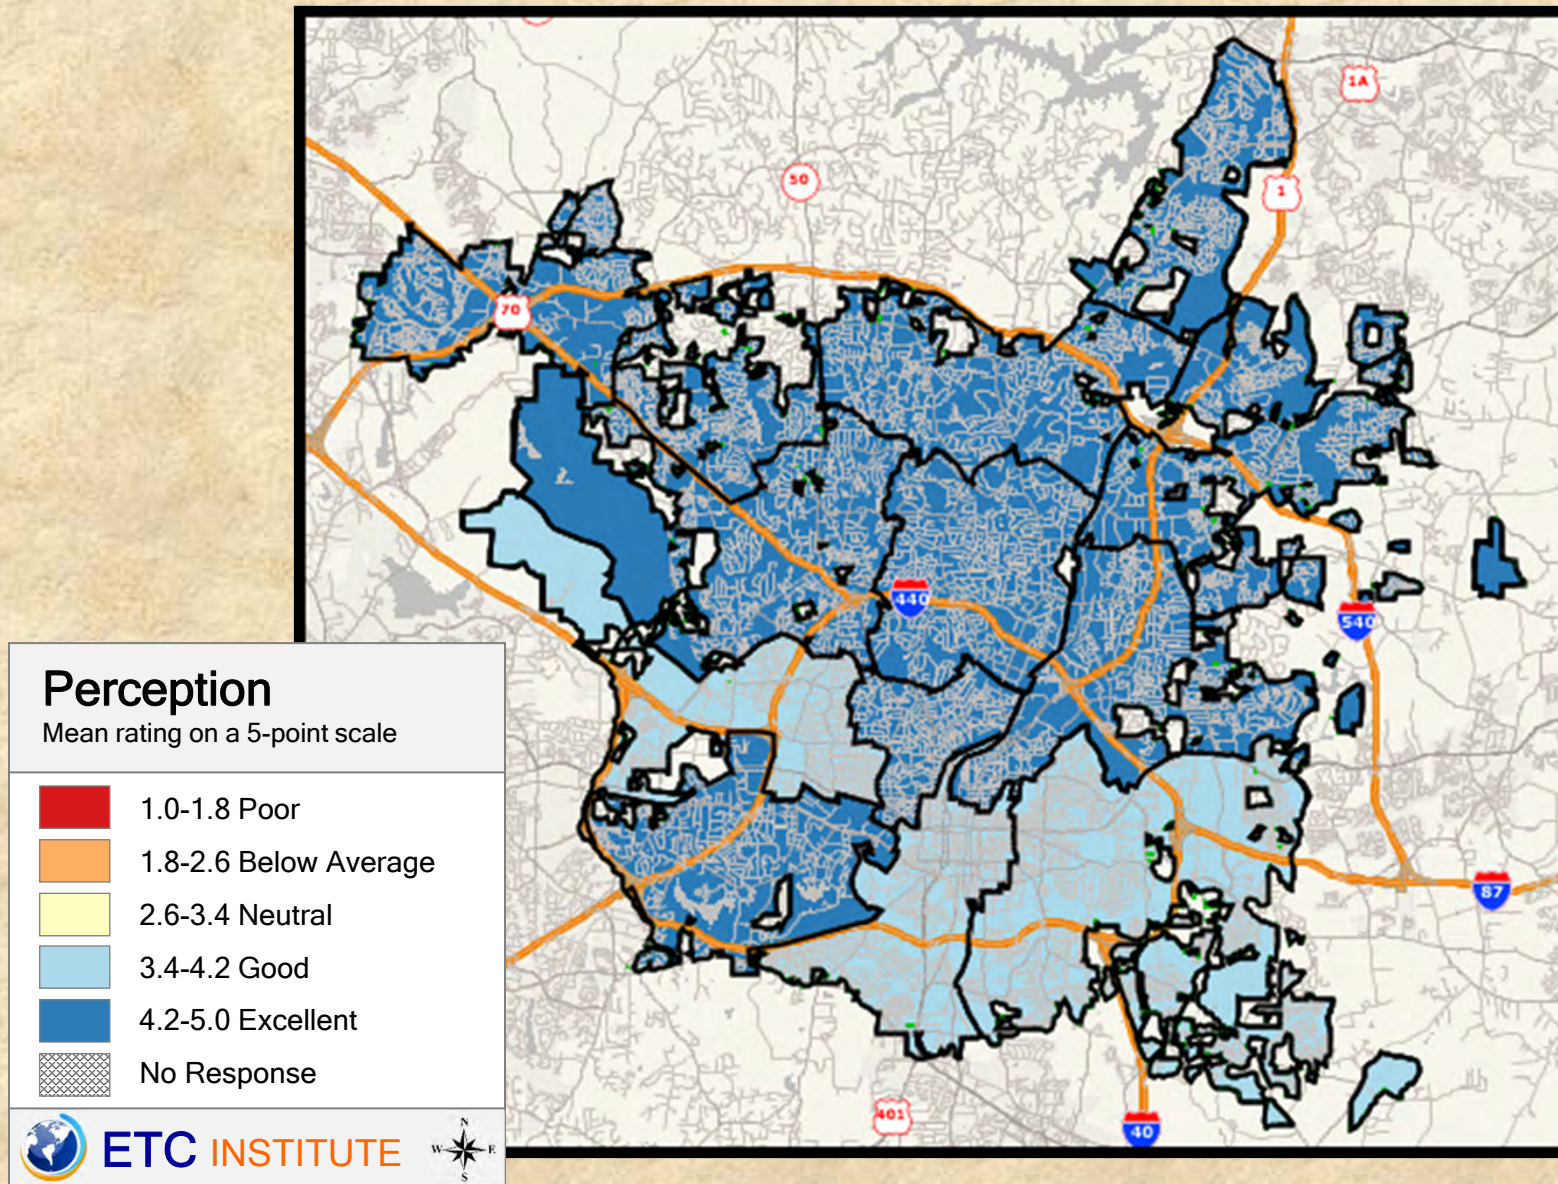 1A
50
1
70
440
540
87
401
40
Perception
Mean rating on a 5-point scale
1.0-1.8 Poor
1.8-2.6 Below Average
2.6-3.4 Neutral
3.4-4.2 Good
4.2-5.0 Excellent
No Response
ETC INSTITUTE
N
W E
S